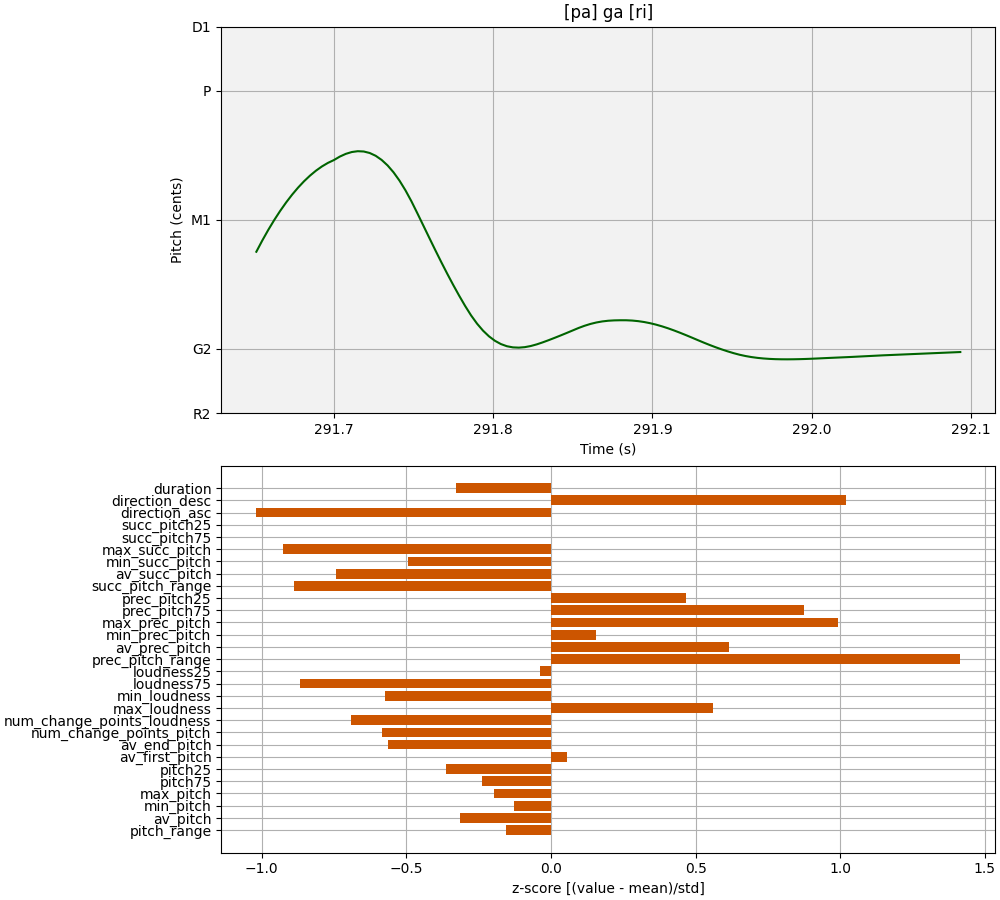 [pa] ga [ri]
D1
P
M1
G2
R2
Pitch (cents)
291.7 291.8 291.9 292.0 292.1
Time (s)
duration
direction_desc
direction_asc
succ_pitch25
succ_pitch75
max_succ_pitch
min_succ_pitch
av_succ_pitch
succ_pitch_range
prec_pitch25
prec_pitch75
max_prec_pitch
min_prec_pitch
av_prec_pitch
prec_pitch_range
loudness25
loudness75
min_loudness
max_loudness
num_change_points_loudness
num_change_points_pitch
av_end_pitch
av_first_pitch
pitch25
pitch75
max_pitch
min_pitch
av_pitch
pitch_range
−1.0 −0.5 0.0 0.5 1.0 1.5
z-score [(value - mean)/std]